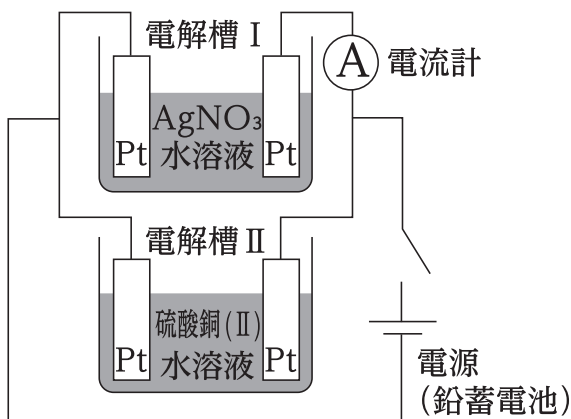 電解槽Ⅰ
A 電流計
AgNO₃
Pt 水溶液 Pt
電解槽Ⅱ
硫酸銅(Ⅱ)
Pt 水溶液 Pt
電源
(鉛蓄電池)